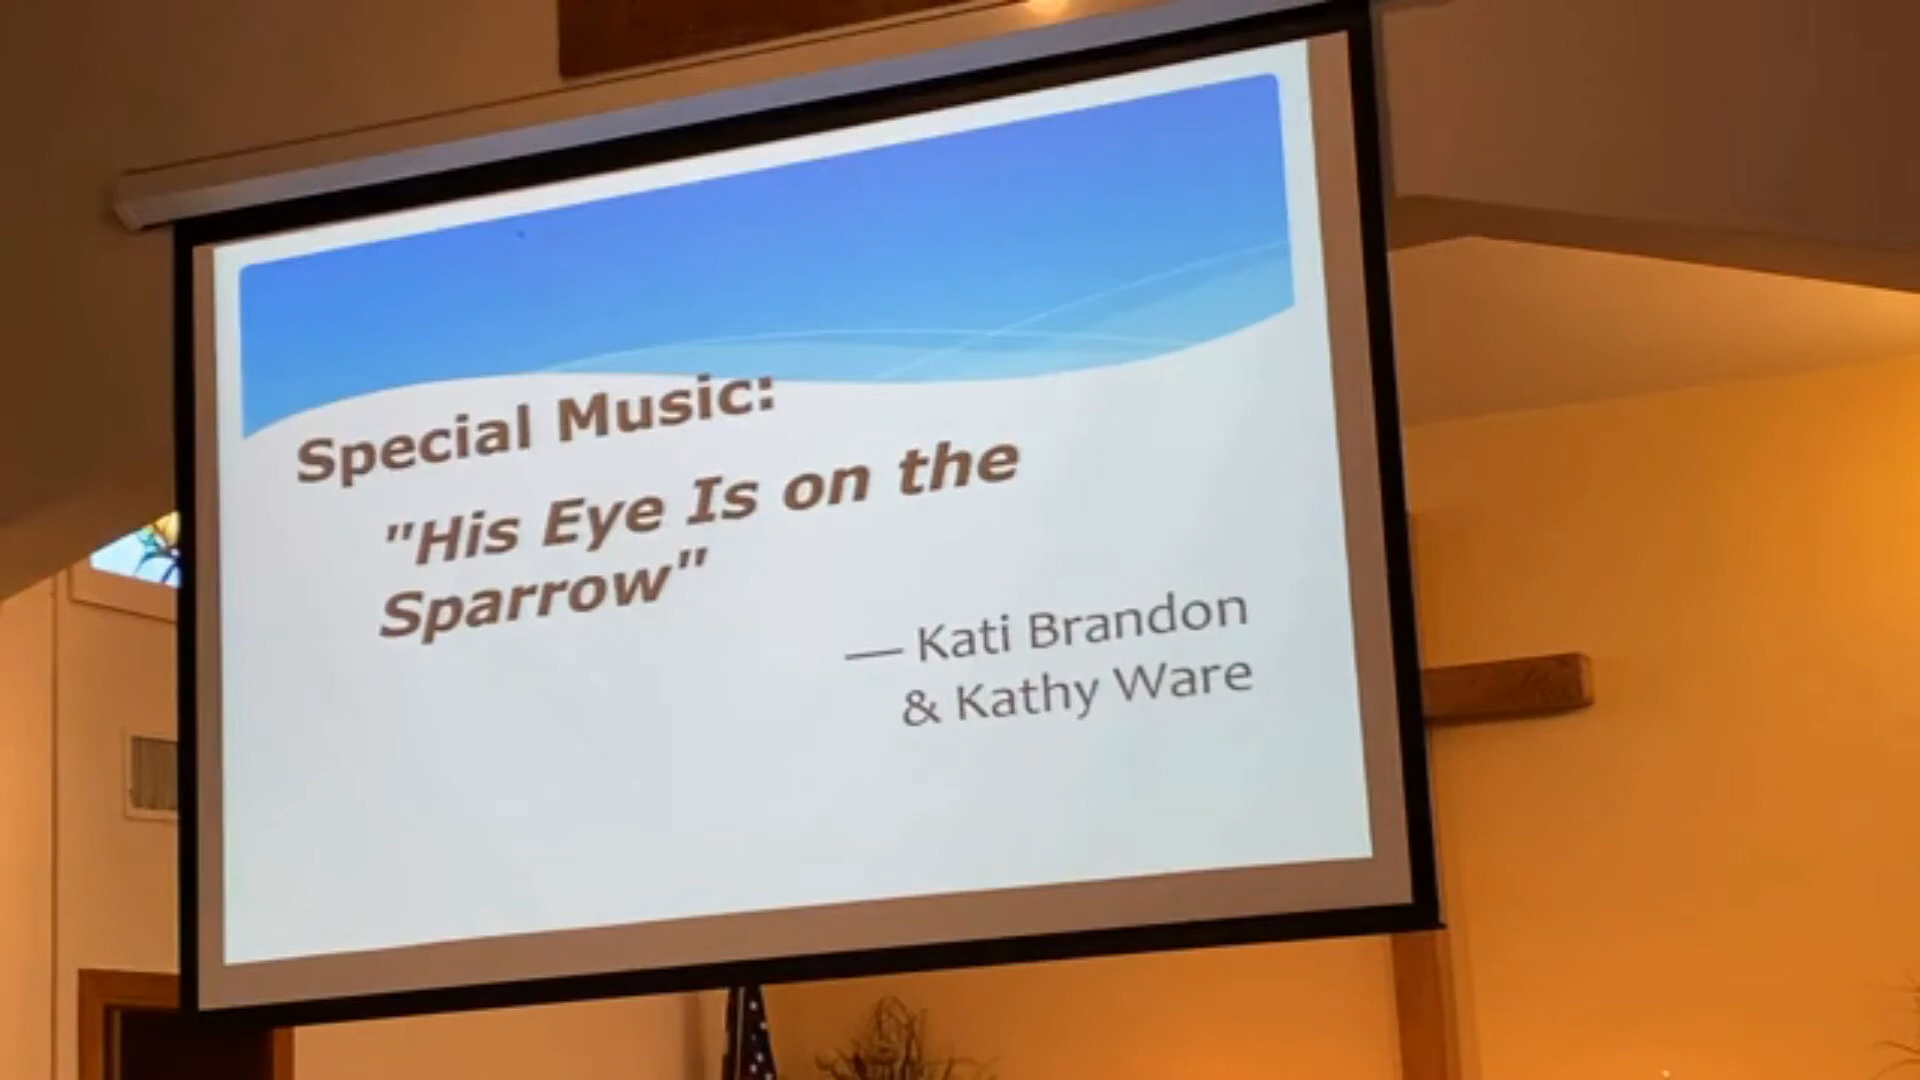 Special Music:
"His Eye Is on the
Sparrow"
— Kati Brandon
& Kathy Ware